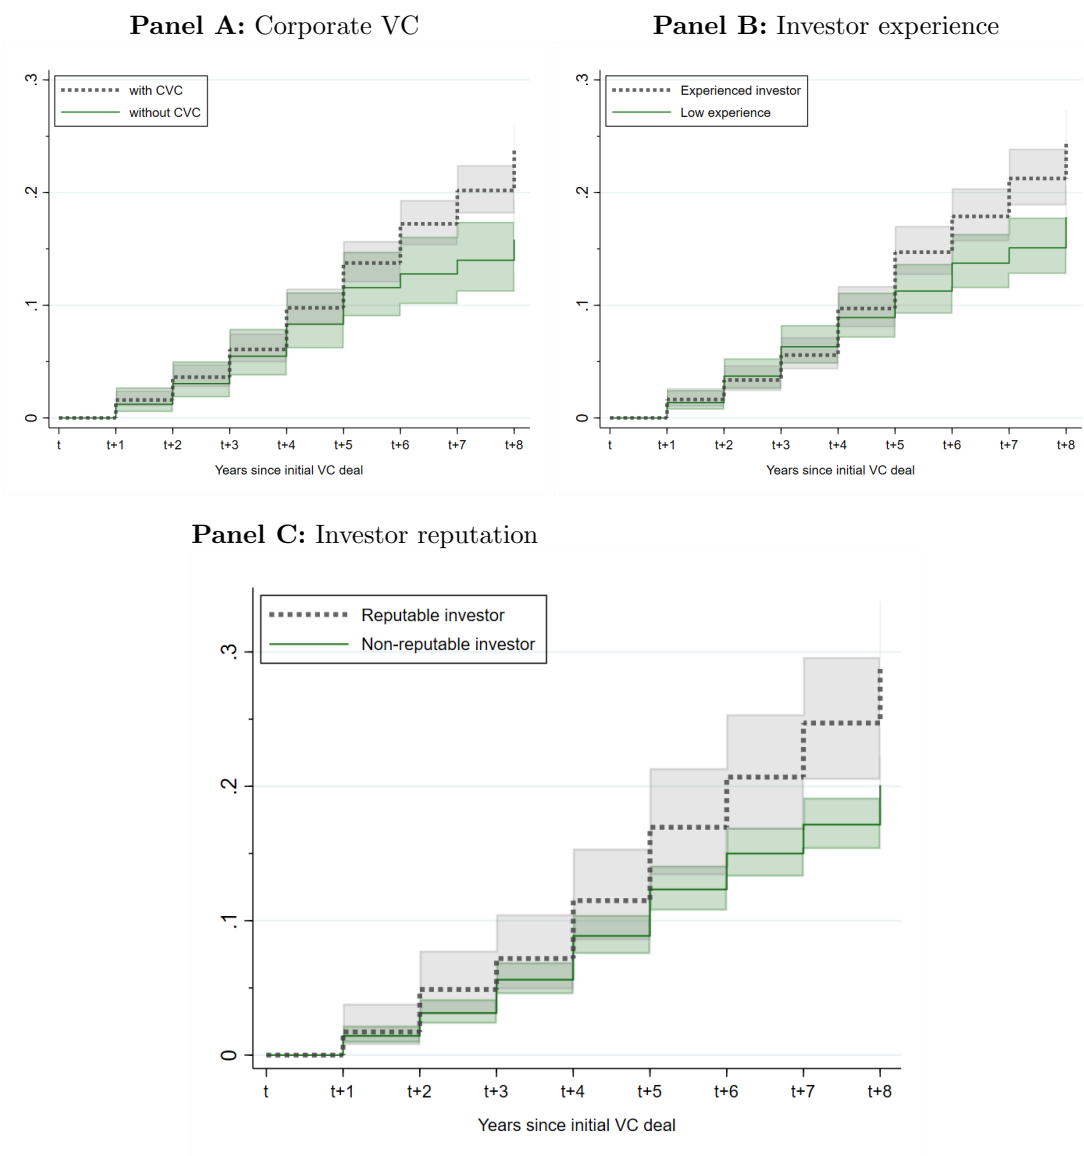 Panel A: Corporate VC
.3
.2
.1
0
with CVC
without CVC
t t+1 t+2 t+3 t+4 t+5 t+6 t+7 t+8
Years since initial VC deal
Panel B: Investor experience
.3
.2
.1
0
Experienced investor
Low experience
t t+1 t+2 t+3 t+4 t+5 t+6 t+7 t+8
Years since initial VC deal
Panel C: Investor reputation
.3
.2
.1
0
Reputable investor
Non-reputable investor
t t+1 t+2 t+3 t+4 t+5 t+6 t+7 t+8
Years since initial VC deal